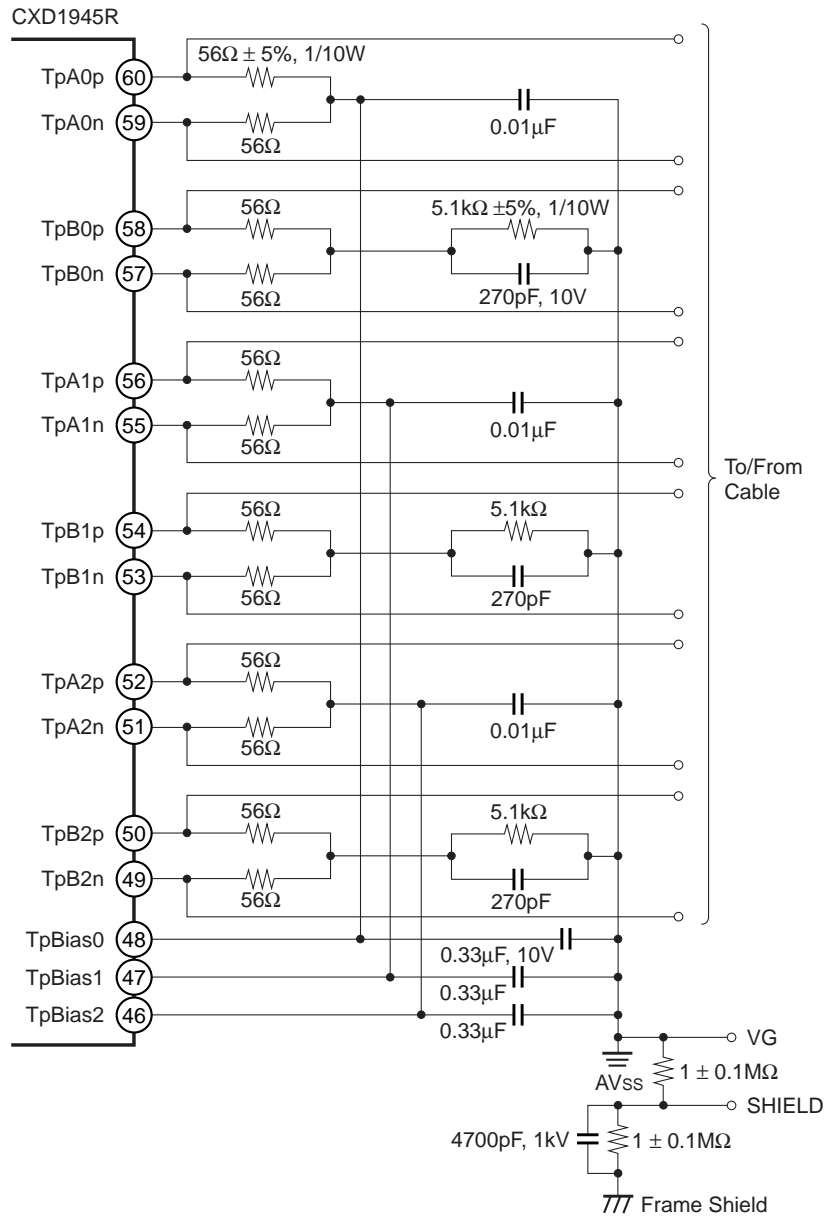 CXD1945R
TpA0p 60 56Ω ± 5%, 1/10W
TpA0n 59 56Ω 0.01µF
TpB0p 58 56Ω 5.1kΩ ±5%, 1/10W
TpB0n 57 56Ω 270pF, 10V
TpA1p 56 56Ω
TpA1n 55 56Ω 0.01µF
To/From
Cable
TpB1p 54 56Ω 5.1kΩ
TpB1n 53 56Ω 270pF
TpA2p 52 56Ω
TpA2n 51 56Ω 0.01µF
TpB2p 50 56Ω 5.1kΩ
TpB2n 49 56Ω 270pF
TpBias0 48 0.33µF, 10V
TpBias1 47 0.33µF
TpBias2 46 0.33µF
VG
AVss 1 ± 0.1MΩ
SHIELD
4700pF, 1kV 1 ± 0.1MΩ
Frame Shield